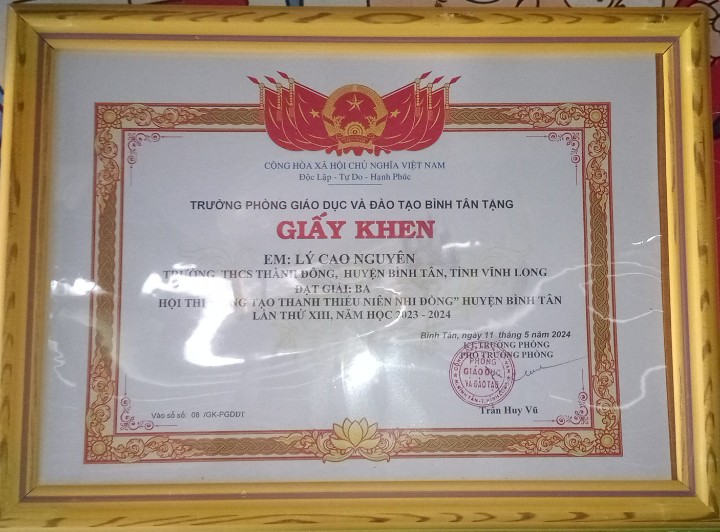 CỘNG HÒA XÃ HỘI CHỦ NGHĨA VIỆT NAM
Độc Lập - Tự Do - Hạnh Phúc
TRƯỞNG PHÒNG GIÁO DỤC VÀ ĐÀO TẠO BÌNH TÂN TẶNG
GIẤY KHEN
EM: LÝ CAO NGUYÊN
TRƯỜNG THCS THÀNH ĐÔNG, HUYỆN BÌNH TÂN, TỈNH VĨNH LONG
ĐẠT GIẢI: BA
HỘI THI TẠO THANH THIẾU NIÊN NHI ĐỒNG" HUYỆN BÌNH TÂN
LẦN THỨ XIII, NĂM HỌC 2023 - 2024
Bình Tân, ngày 11 tháng 5 năm 2024
KT.TRƯỞNG PHÒNG
PHÓ TRƯỞNG PHÒNG
PHÒNG
GIÁO DỤC
VÀ ĐÀO TẠO
Trần Huy Vũ
Vào sổ số: 08 /GK-PGDĐT